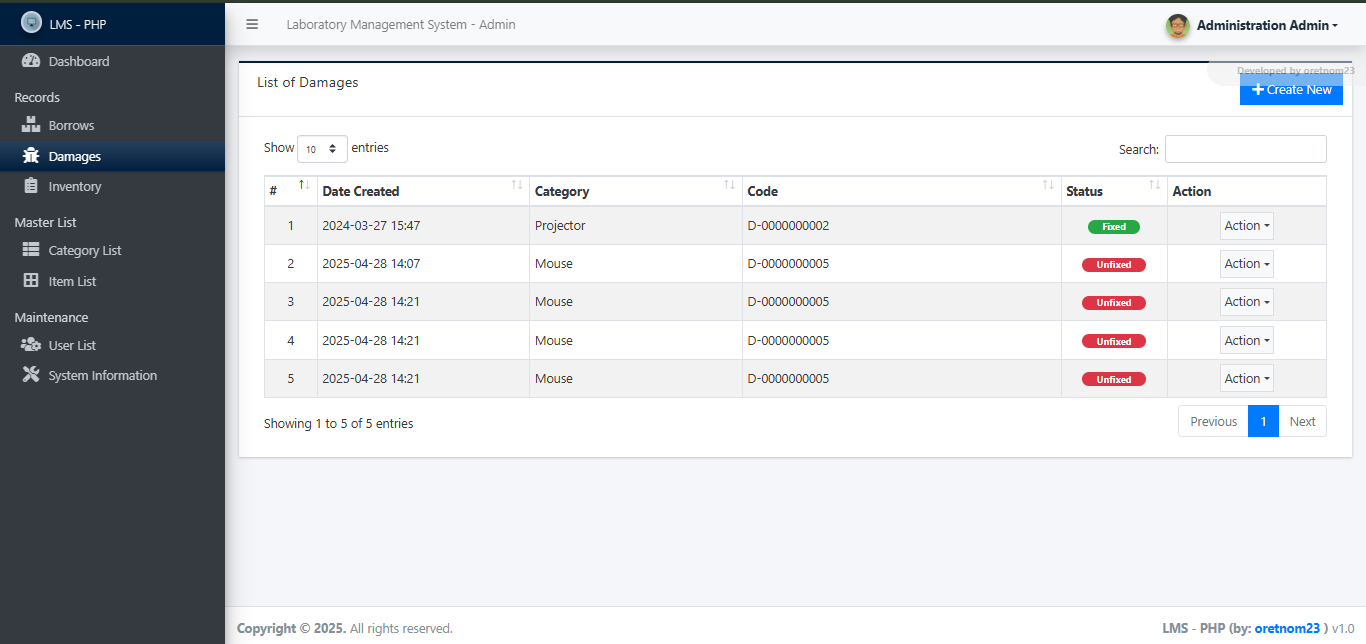 LMS - PHP
Laboratory Management System - Admin
Administration Admin
Dashboard
Records
Borrows
Damages
Inventory
Master List
Category List
Item List
Maintenance
User List
System Information
Developed by oretnom23
List of Damages
Create New
Show 10 entries
Search:
# Date Created Category Code Status Action
1 2024-03-27 15:47 Projector D-0000000002 Fixed Action
2 2025-04-28 14:07 Mouse D-0000000005 Unfixed Action
3 2025-04-28 14:21 Mouse D-0000000005 Unfixed Action
4 2025-04-28 14:21 Mouse D-0000000005 Unfixed Action
5 2025-04-28 14:21 Mouse D-0000000005 Unfixed Action
Showing 1 to 5 of 5 entries
Previous 1 Next
Copyright © 2025. All rights reserved.
LMS - PHP (by: oretnom23 ) v1.0